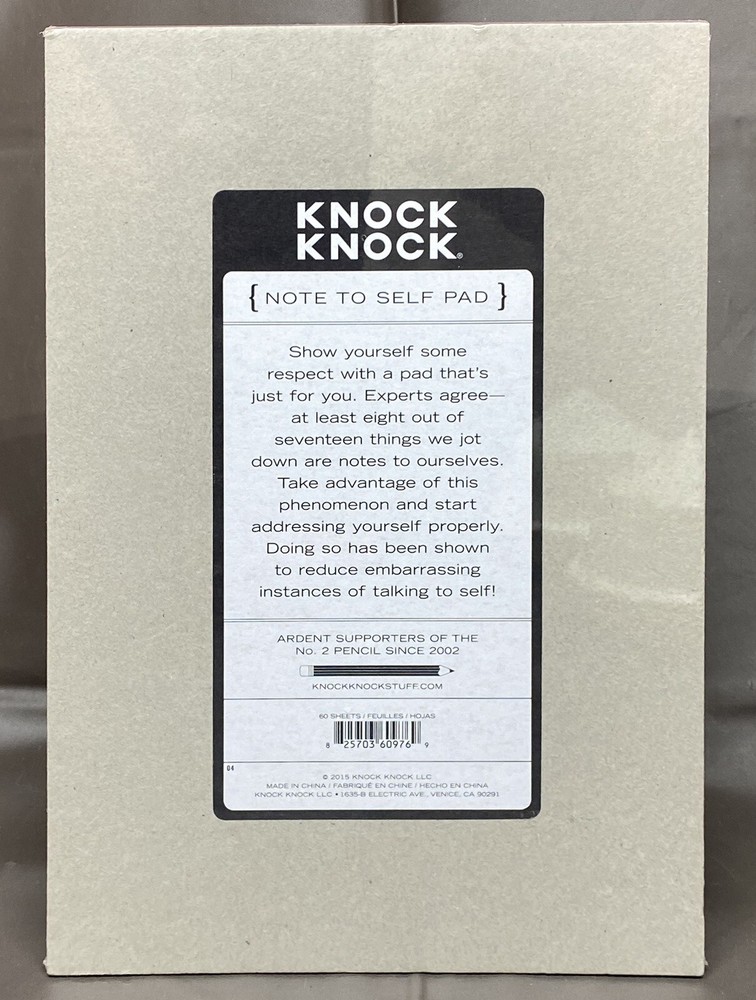 KNOCK
KNOCK®
{ NOTE TO SELF PAD }
Show yourself some
respect with a pad that's
just for you. Experts agree—
at least eight out of
seventeen things we jot
down are notes to ourselves.
Take advantage of this
phenomenon and start
addressing yourself properly.
Doing so has been shown
to reduce embarrassing
instances of talking to self!
ARDENT SUPPORTERS OF THE
No. 2 PENCIL SINCE 2002
KNOCKKNOCKSTUFF.COM
60 SHEETS / FEUILLES / HOJAS
8 25703 60976 9
04
© 2015 KNOCK KNOCK LLC
MADE IN CHINA / FABRIQUÉ EN CHINE / HECHO EN CHINA
KNOCK KNOCK LLC • 1635-B ELECTRIC AVE., VENICE, CA 90291